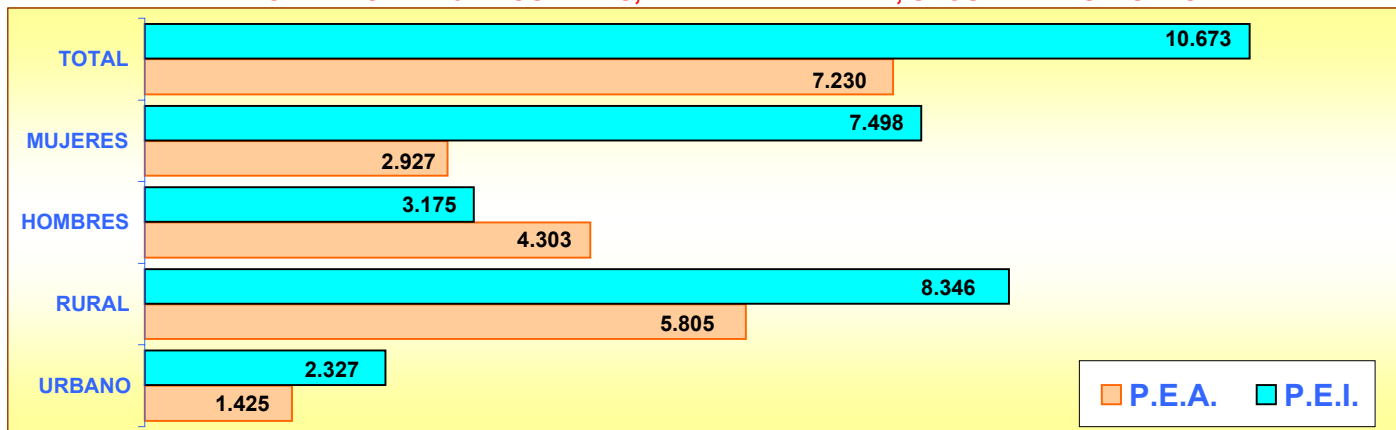 10.673
TOTAL
7.230
7.498
MUJERES
2.927
3.175
HOMBRES
4.303
8.346
RURAL
5.805
2.327
URBANO
1.425
P.E.A. P.E.I.